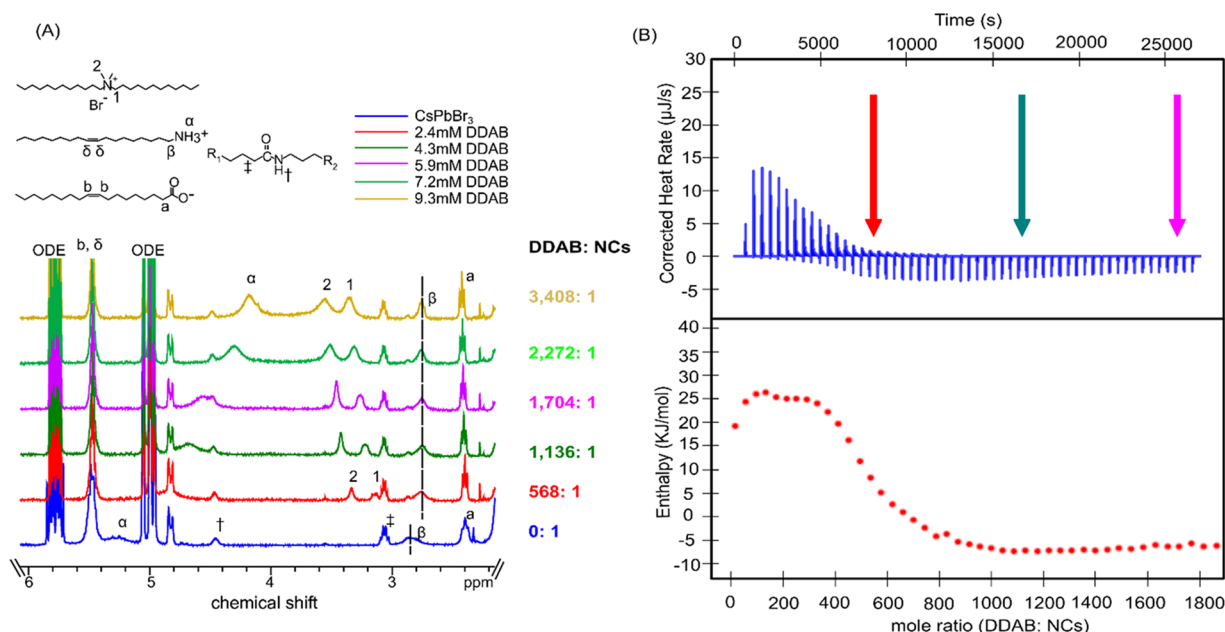 (A)
2
N+
Br-
1
α
NH3+
δ δ
β
O
R1
C
N
R2
‡
H †
b b
O
O-
a
CsPbBr3
2.4mM DDAB
4.3mM DDAB
5.9mM DDAB
7.2mM DDAB
9.3mM DDAB
ODE
b, δ
ODE
DDAB: NCs
α
2
1
β
a
3,408: 1
2,272: 1
1,704: 1
1,136: 1
2
1
568: 1
α
†
‡
β
a
0: 1
6
5
4
3
ppm
chemical shift
(B)
Time (s)
0
5000
10000
15000
20000
25000
Corrected Heat Rate (µJ/s)
30
25
20
15
10
5
0
-5
Enthalpy (KJ/mol)
40
35
30
25
20
15
10
5
0
-5
-10
0
200
400
600
800
1000
1200
1400
1600
1800
mole ratio (DDAB: NCs)